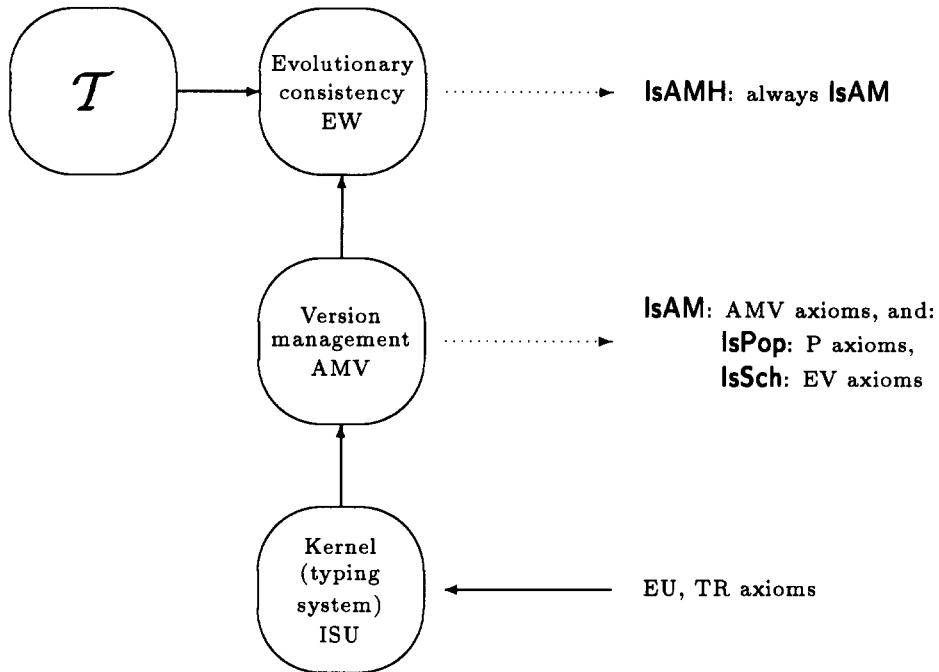 𝒯
Evolutionary
consistency
EW
IsAMH: always IsAM
Version
management
AMV
IsAM: AMV axioms, and:
IsPop: P axioms,
IsSch: EV axioms
Kernel
(typing
system)
ISU
EU, TR axioms